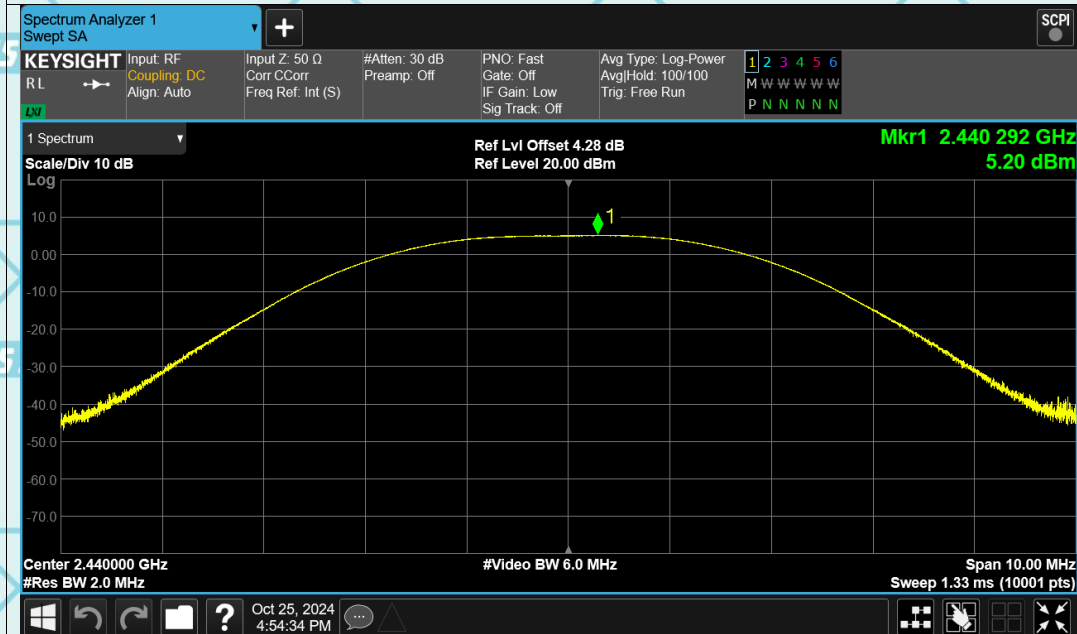 Spectrum Analyzer 1
Swept SA
+
SCPI
KEYSIGHT
R L
LXI
Input: RF
Coupling: DC
Align: Auto
Input Z: 50 Ω
Corr CCorr
Freq Ref: Int (S)
#Atten: 30 dB
Preamp: Off
PNO: Fast
Gate: Off
IF Gain: Low
Sig Track: Off
Avg Type: Log-Power
Avg|Hold: 100/100
Trig: Free Run
1 2 3 4 5 6
M W W W W W
P N N N N N
1 Spectrum
Scale/Div 10 dB
Log
Ref Lvl Offset 4.28 dB
Ref Level 20.00 dBm
Mkr1 2.440 292 GHz
5.20 dBm
1
10.0
0.00
-10.0
-20.0
-30.0
-40.0
-50.0
-60.0
-70.0
Center 2.440000 GHz
#Video BW 6.0 MHz
Span 10.00 MHz
#Res BW 2.0 MHz
Sweep 1.33 ms (10001 pts)
?
Oct 25, 2024
4:54:34 PM